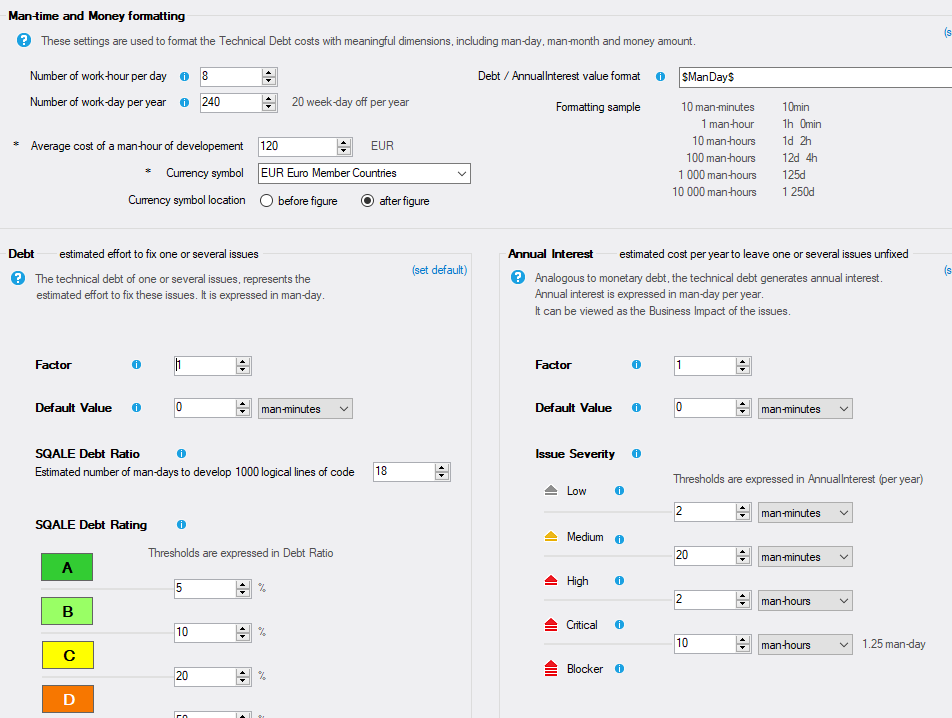 Man-time and Money formatting
These settings are used to format the Technical Debt costs with meaningful dimensions, including man-day, man-month and money amount.
Number of work-hour per day 8
Debt / AnnualInterest value format $ManDay$
Number of work-day per year 240 20 week-day off per year
Formatting sample 10 man-minutes 10min
1 man-hour 1h 0min
10 man-hours 1d 2h
100 man-hours 12d 4h
1 000 man-hours 125d
10 000 man-hours 1 250d
* Average cost of a man-hour of developement 120 EUR
* Currency symbol EUR Euro Member Countries
Currency symbol location before figure after figure
Debt estimated effort to fix one or several issues
(set default)
The technical debt of one or several issues, represents the
estimated effort to fix these issues. It is expressed in man-day.
Factor 1
Default Value 0 man-minutes
SQALE Debt Ratio
Estimated number of man-days to develop 1000 logical lines of code 18
SQALE Debt Rating
Thresholds are expressed in Debt Ratio
A
5 %
B
10 %
C
20 %
D
Annual Interest estimated cost per year to leave one or several issues unfixed
Analogous to monetary debt, the technical debt generates annual interest.
Annual interest is expressed in man-day per year.
It can be viewed as the Business Impact of the issues.
Factor 1
Default Value 0 man-minutes
Issue Severity
Thresholds are expressed in AnnualInterest (per year)
Low
2 man-minutes
Medium
20 man-minutes
High
2 man-hours
Critical
10 man-hours 1.25 man-day
Blocker